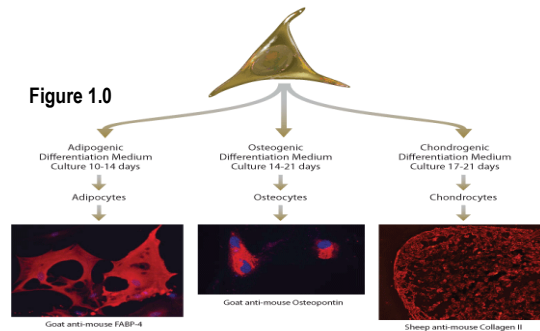 Figure 1.0
Adipogenic
Differentiation Medium
Culture 10-14 days
Adipocytes
Goat anti-mouse FABP-4
Osteogenic
Differentiation Medium
Culture 14-21 days
Osteocytes
Goat anti-mouse Osteopontin
Chondrogenic
Differentiation Medium
Culture 17-21 days
Chondrocytes
Sheep anti-mouse Collagen II